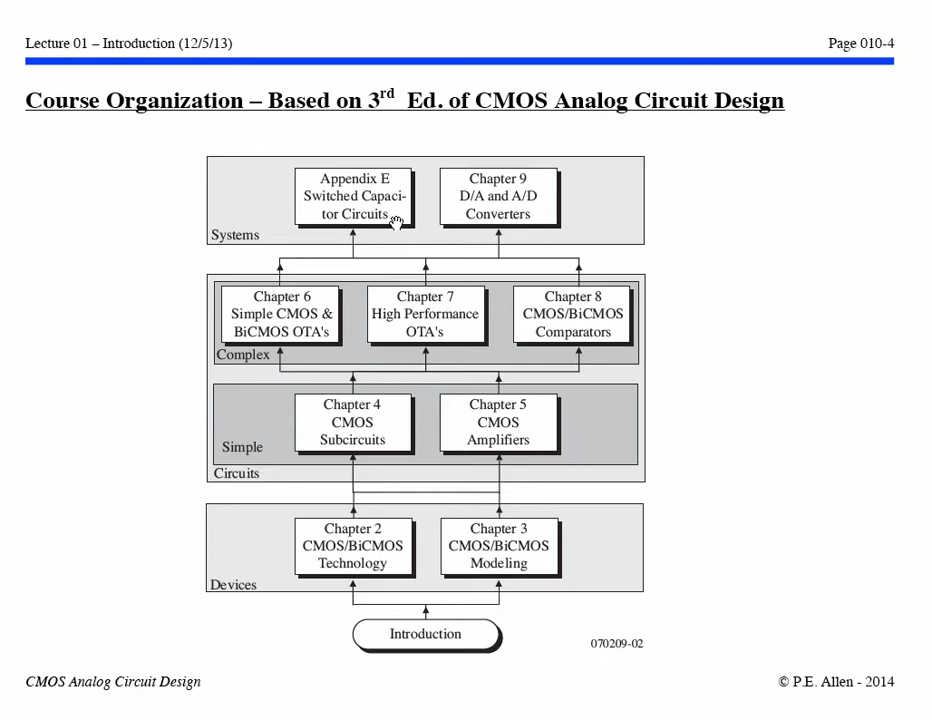 Lecture 01 – Introduction (12/5/13)
Page 010-4
Course Organization – Based on 3rd Ed. of CMOS Analog Circuit Design
Appendix E
Switched Capaci-
tor Circuits
Chapter 9
D/A and A/D
Converters
Systems
Chapter 6
Simple CMOS &
BiCMOS OTA's
Chapter 7
High Performance
OTA's
Chapter 8
CMOS/BiCMOS
Comparators
Complex
Chapter 4
CMOS
Subcircuits
Chapter 5
CMOS
Amplifiers
Simple
Circuits
Chapter 2
CMOS/BiCMOS
Technology
Chapter 3
CMOS/BiCMOS
Modeling
Devices
Introduction
070209-02
CMOS Analog Circuit Design
© P.E. Allen - 2014